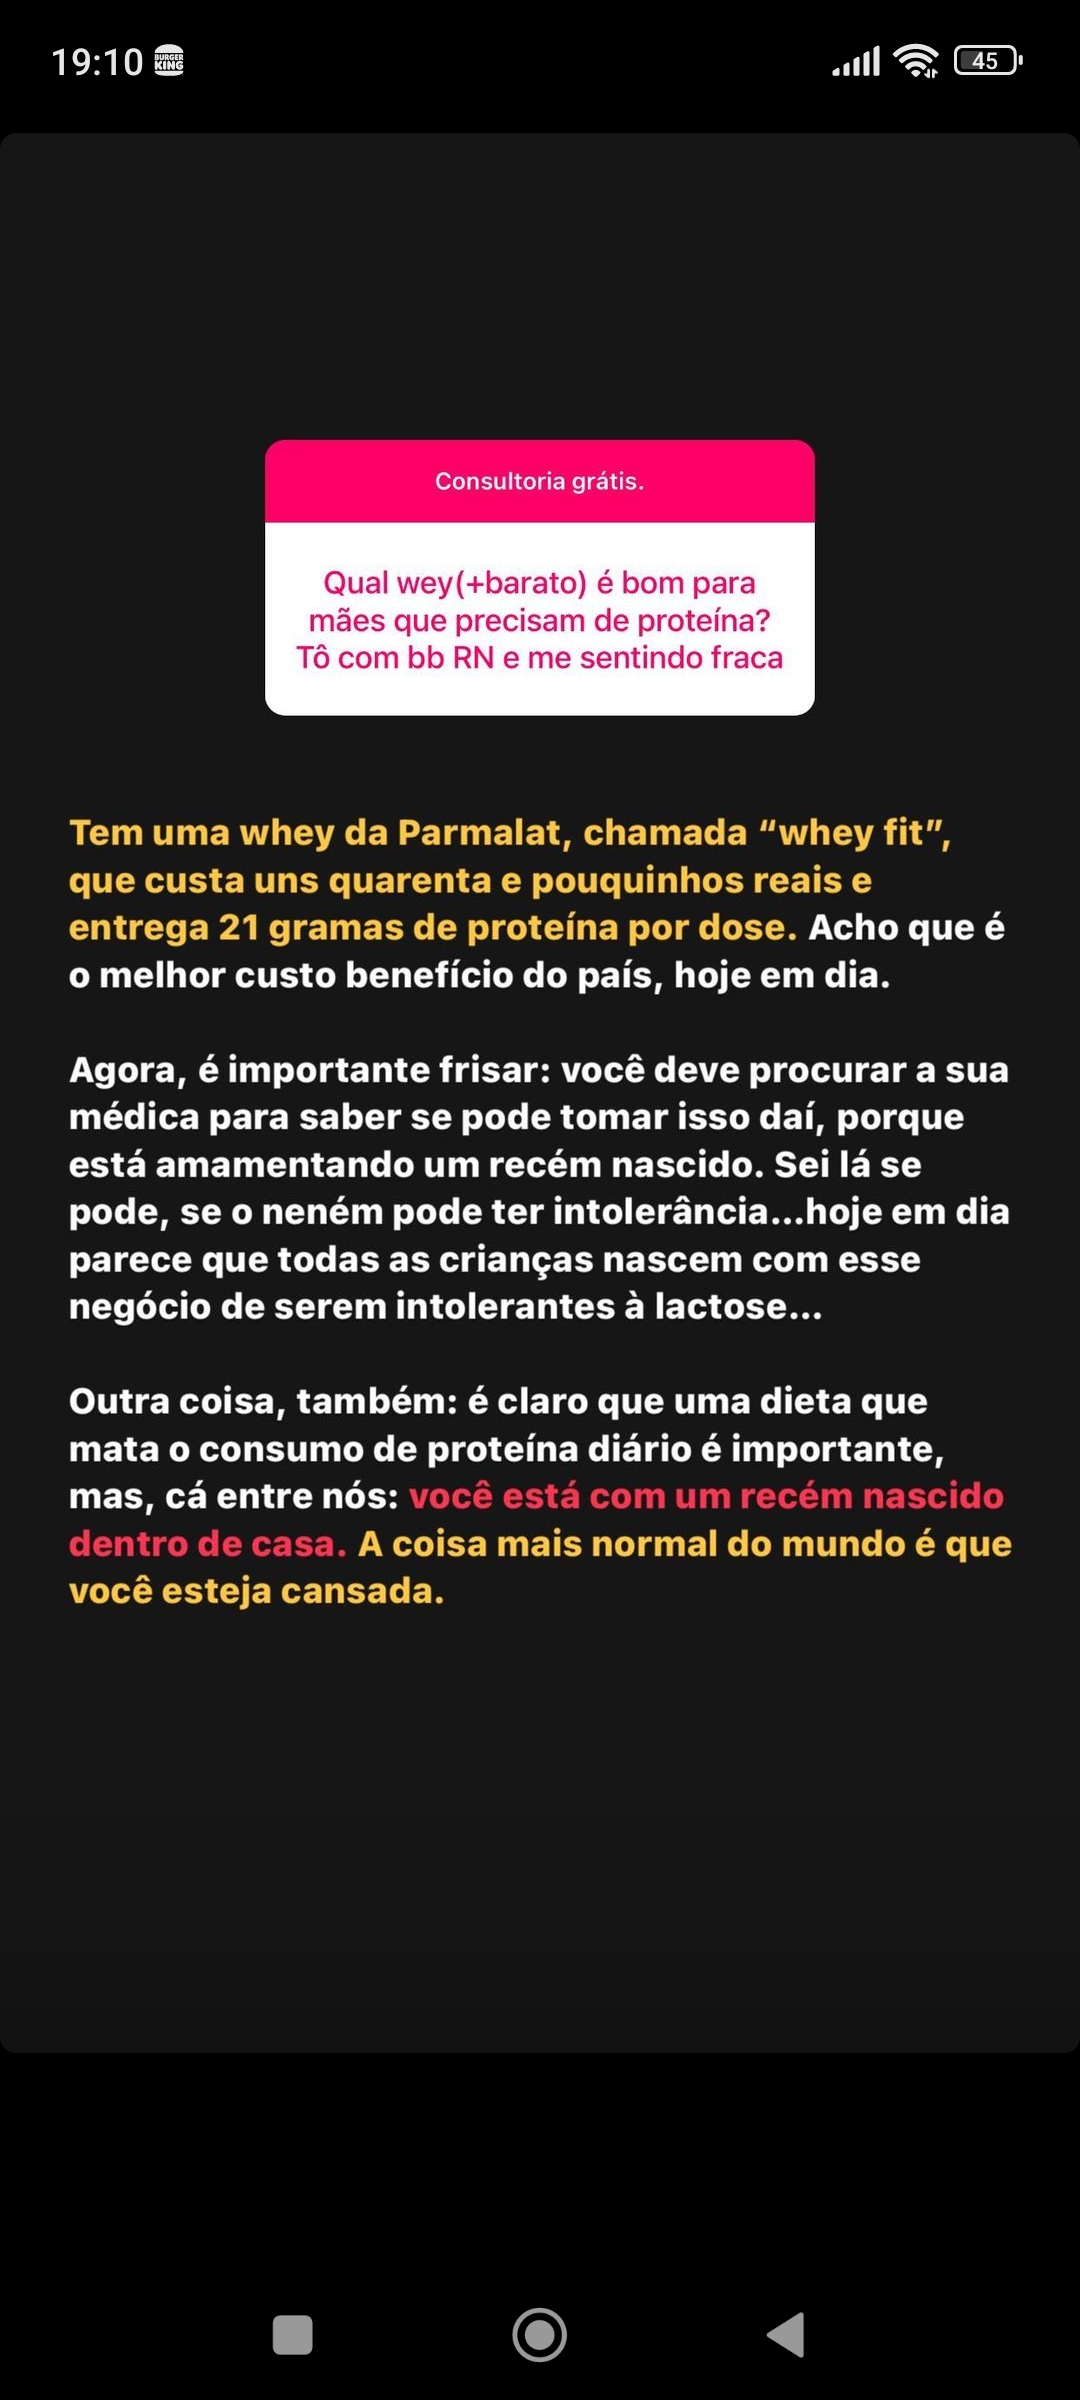 19:10 BURGER KING 45
Consultoria grátis.
Qual wey(+barato) é bom para
mães que precisam de proteína?
Tô com bb RN e me sentindo fraca
Tem uma whey da Parmalat, chamada “whey fit”,
que custa uns quarenta e pouquinhos reais e
entrega 21 gramas de proteína por dose. Acho que é
o melhor custo benefício do país, hoje em dia.
Agora, é importante frisar: você deve procurar a sua
médica para saber se pode tomar isso daí, porque
está amamentando um recém nascido. Sei lá se
pode, se o neném pode ter intolerância...hoje em dia
parece que todas as crianças nascem com esse
negócio de serem intolerantes à lactose...
Outra coisa, também: é claro que uma dieta que
mata o consumo de proteína diário é importante,
mas, cá entre nós: você está com um recém nascido
dentro de casa. A coisa mais normal do mundo é que
você esteja cansada.